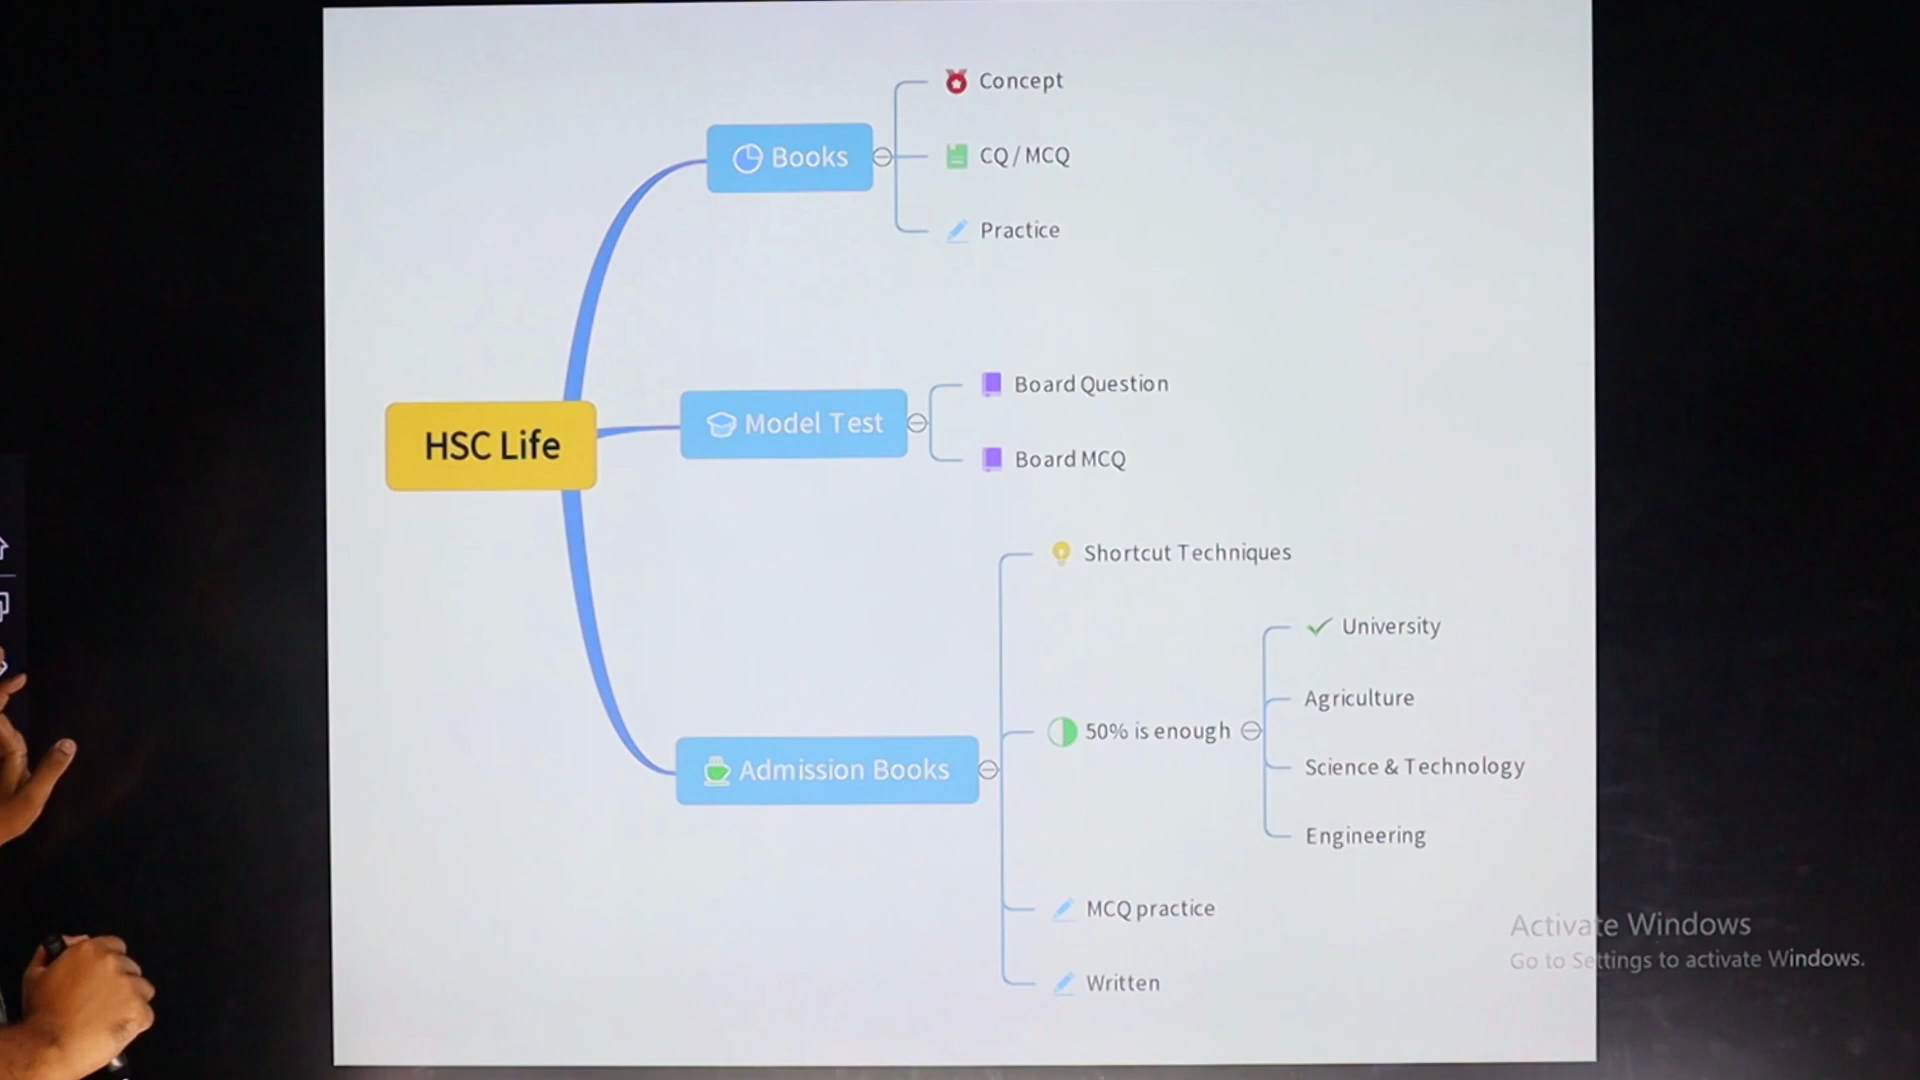 Concept
Books
CQ / MCQ
Practice
Board Question
HSC Life
Model Test
Board MCQ
Shortcut Techniques
University
Agriculture
50% is enough
Admission Books
Science & Technology
Engineering
MCQ practice
Written
Activate Windows
Go to Settings to activate Windows.